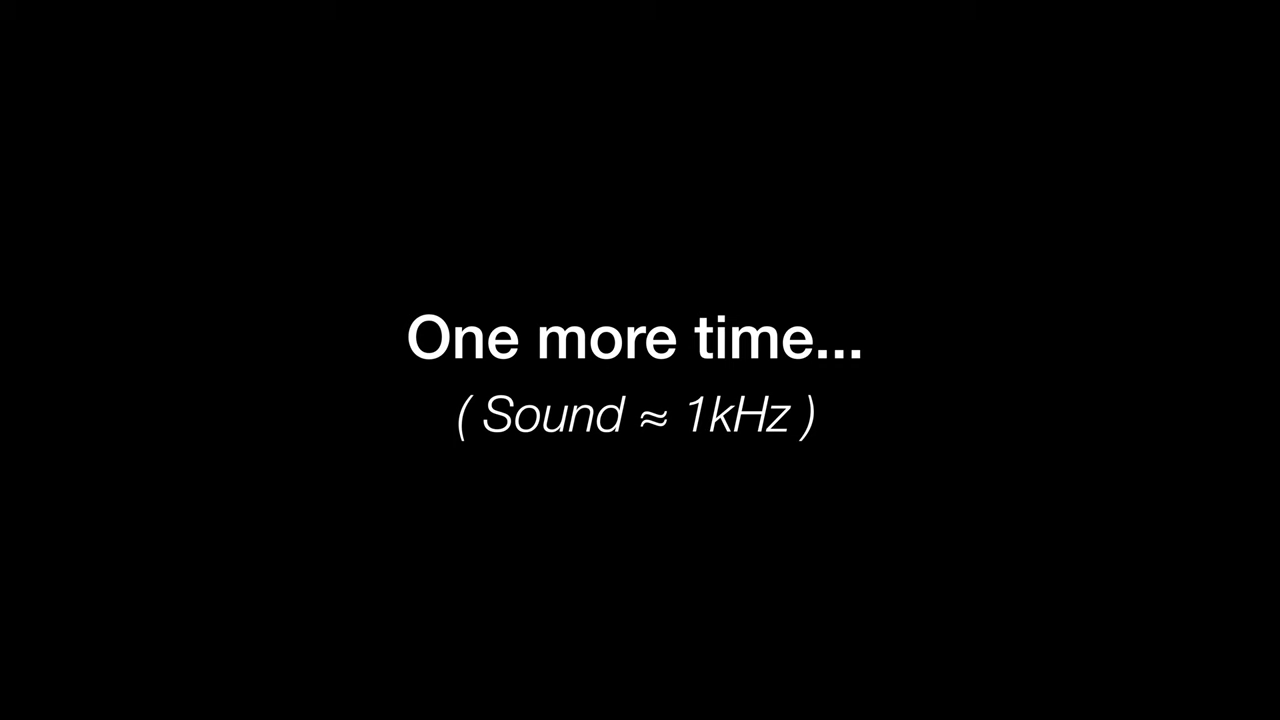 One more time...
( Sound ≈ 1kHz )